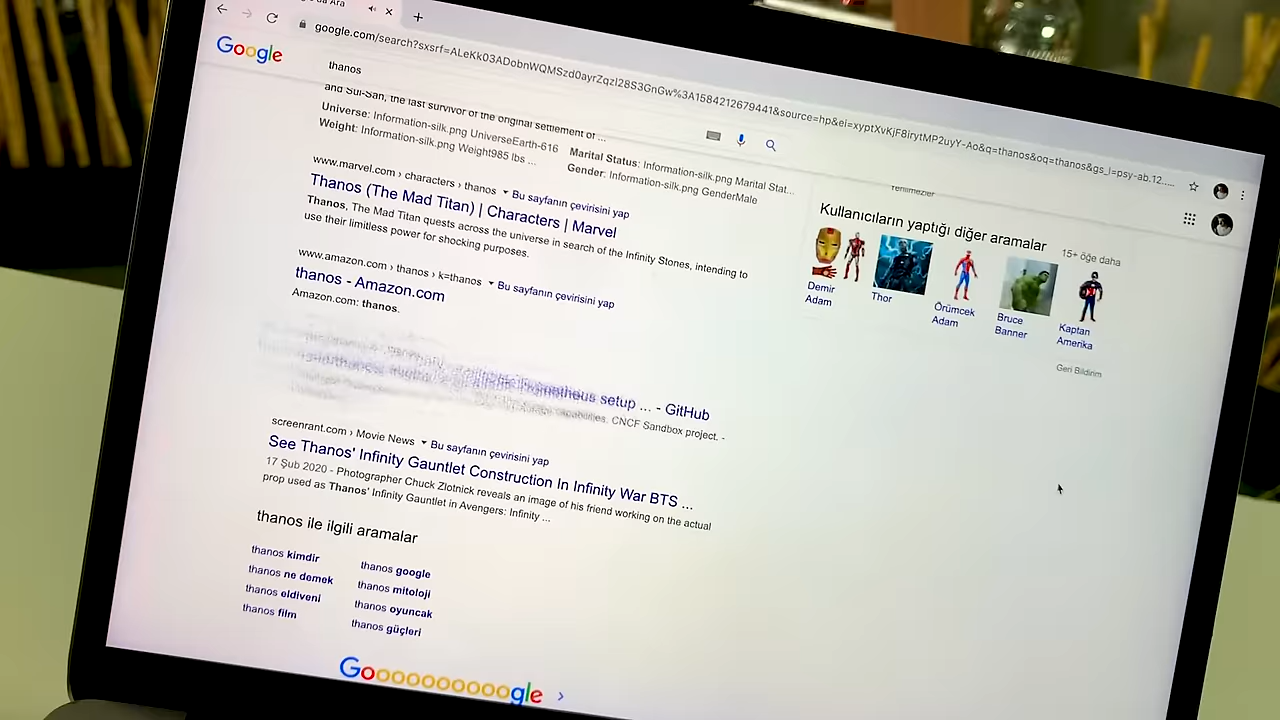 da Ara
google.com/search?sxsrf=ALeKk03ADobnWQMSzd0ayrZqzI28S3GnGw%3A1584212679441&source=hp&ei=xyptXvKjF8irytMP2uyY-Ao&q=thanos&oq=thanos&gs_l=psy-ab.12......
Google
thanos
and Sui-San, the last survivor of the original settlement of ...
Universe: Information-silk.png UniverseEarth-616
Marital Status: Information-silk.png Marital Stat...
Weight: Information-silk.png Weight985 lbs ...
Gender: Information-silk.png GenderMale
www.marvel.com › characters › thanos ▼ Bu sayfanın çevirisini yap
Thanos (The Mad Titan) | Characters | Marvel
Thanos, The Mad Titan quests across the universe in search of the Infinity Stones, intending to
use their limitless power for shocking purposes.
www.amazon.com › thanos › k=thanos ▼ Bu sayfanın çevirisini yap
thanos - Amazon.com
Amazon.com: thanos.
Prometheus setup ... - GitHub
capabilities. CNCF Sandbox project. -
screenrant.com › Movie News ▼ Bu sayfanın çevirisini yap
See Thanos' Infinity Gauntlet Construction In Infinity War BTS ...
17 Şub 2020 - Photographer Chuck Zlotnick reveals an image of his friend working on the actual
prop used as Thanos' Infinity Gauntlet in Avengers: Infinity ...
thanos ile ilgili aramalar
thanos kimdir
thanos ne demek
thanos eldiveni
thanos film
thanos google
thanos mitoloji
thanos oyuncak
thanos güçleri
Goooooooooogle ›
Yenilmezler
Kullanıcıların yaptığı diğer aramalar
15+ öğe daha
Demir
Adam
Thor
Örümcek
Adam
Bruce
Banner
Kaptan
Amerika
Geri Bildirim